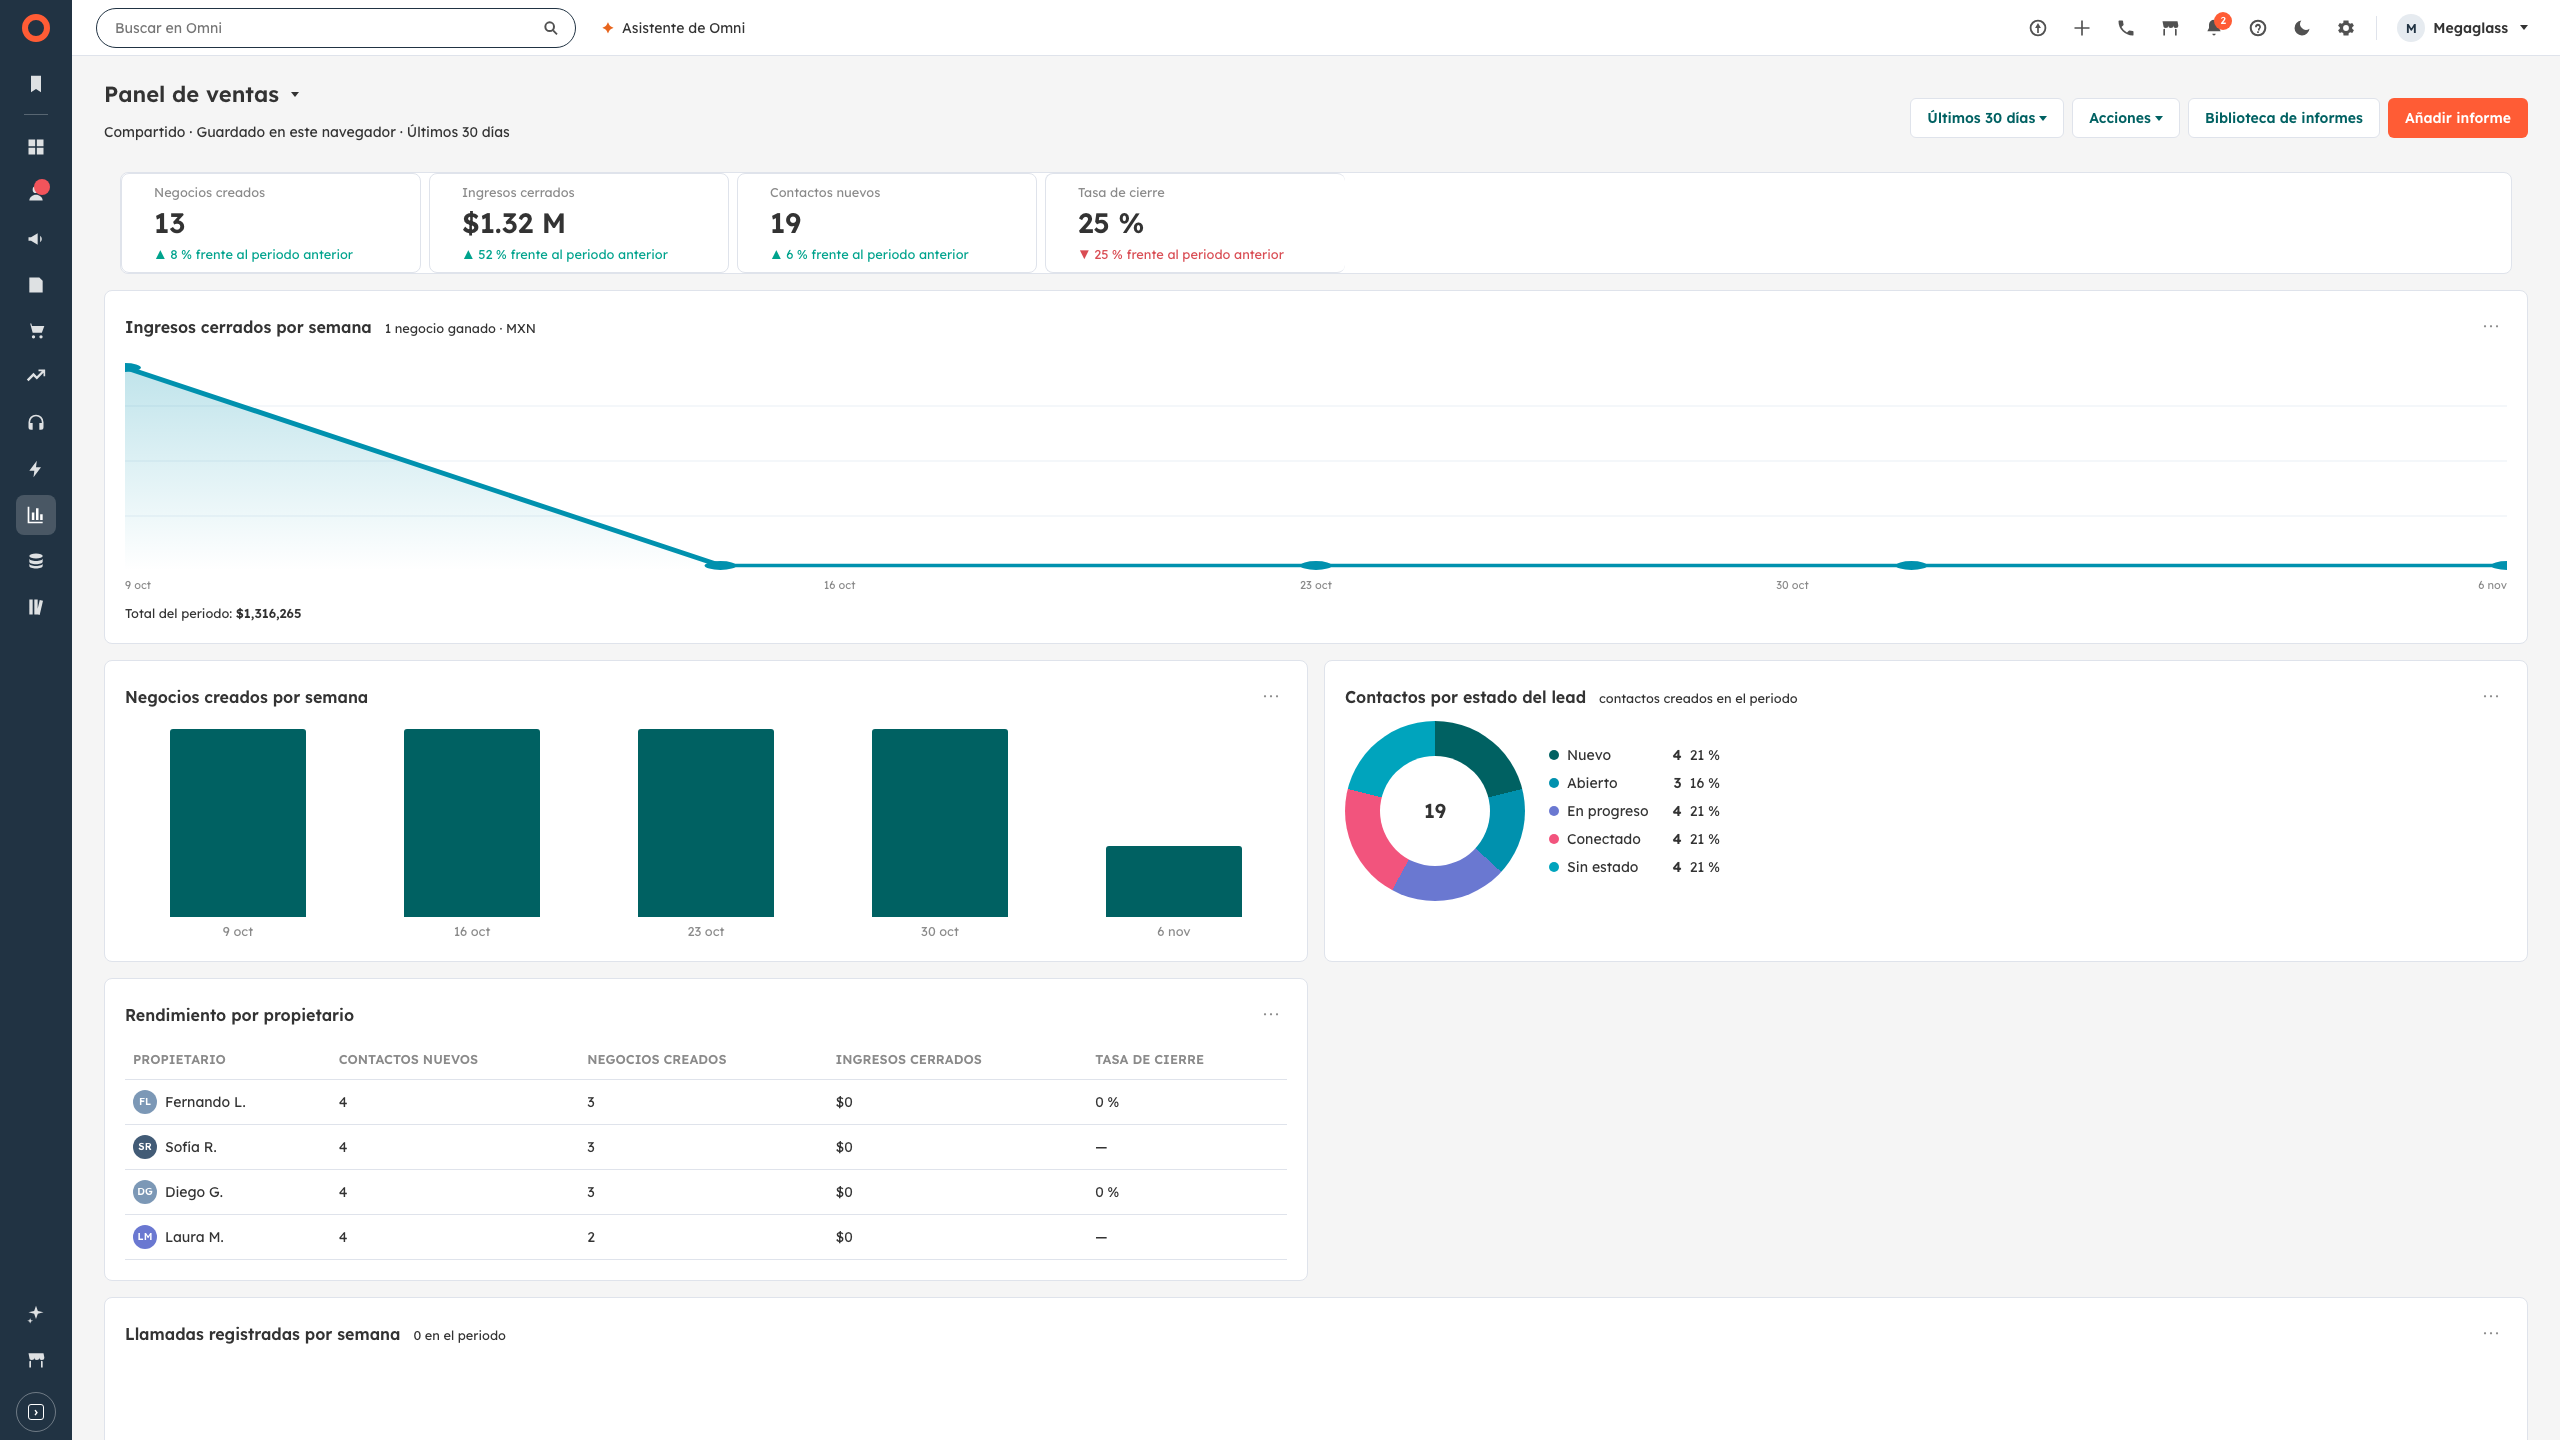 Buscar en Omni
Asistente de Omni
2
M
Megaglass
Panel de ventas
Compartido · Guardado en este navegador · Últimos 30 días
Últimos 30 días
Acciones
Biblioteca de informes
Añadir informe
Negocios creados
13
▲ 8 % frente al periodo anterior
Ingresos cerrados
$1.32 M
▲ 52 % frente al periodo anterior
Contactos nuevos
19
▲ 6 % frente al periodo anterior
Tasa de cierre
25 %
▼ 25 % frente al periodo anterior
Ingresos cerrados por semana 1 negocio ganado · MXN
9 oct 16 oct 23 oct 30 oct 6 nov
Total del periodo: $1,316,265
Negocios creados por semana
9 oct 16 oct 23 oct 30 oct 6 nov
Contactos por estado del lead contactos creados en el periodo
19
Nuevo 4 21 %
Abierto 3 16 %
En progreso 4 21 %
Conectado 4 21 %
Sin estado 4 21 %
Rendimiento por propietario
PROPIETARIO CONTACTOS NUEVOS NEGOCIOS CREADOS INGRESOS CERRADOS TASA DE CIERRE
FL Fernando L. 4 3 $0 0 %
SR Sofía R. 4 3 $0 —
DG Diego G. 4 3 $0 0 %
LM Laura M. 4 2 $0 —
Llamadas registradas por semana 0 en el periodo